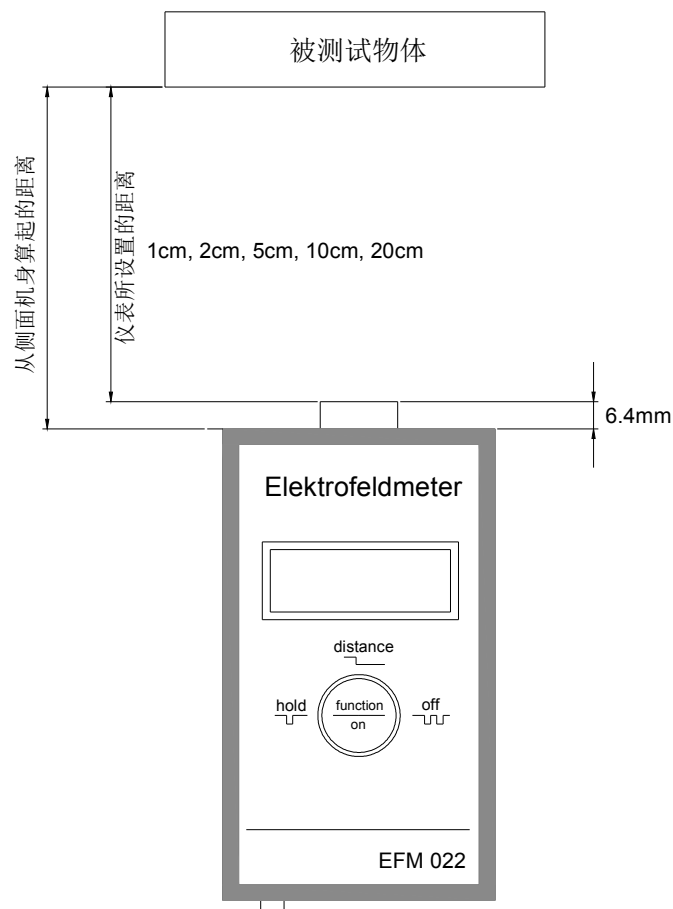 被测试物体
从侧面机身算起的距离
仪表所设置的距离
1cm, 2cm, 5cm, 10cm, 20cm
6.4mm
Elektrofeldmeter
distance
hold
function
on
off
EFM 022